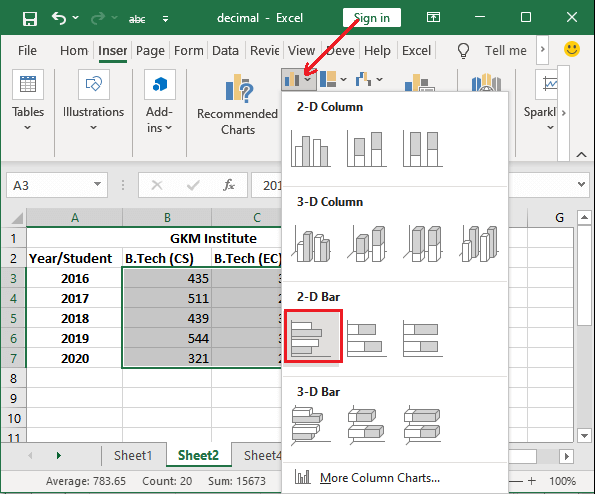 decimal - Excel
Sign in
File Hom Inser Page Form Data Revie View Deve Help Excel Tell me
Tables
Illustrations
Add-
ins
Recommended
Charts
Sparkl
2-D Column
3-D Column
2-D Bar
3-D Bar
More Column Charts...
A3 fx 201
A B C G
1 GKM Institute
2 Year/Student B.Tech (CS) B.Tech (EC)
3 2016 435 3
4 2017 511 2
5 2018 439 3
6 2019 544 3
7 2020 321 2
8
9
10
11
Sheet1 Sheet2 Sheet4
Average: 783.65 Count: 20 Sum: 15673 100%